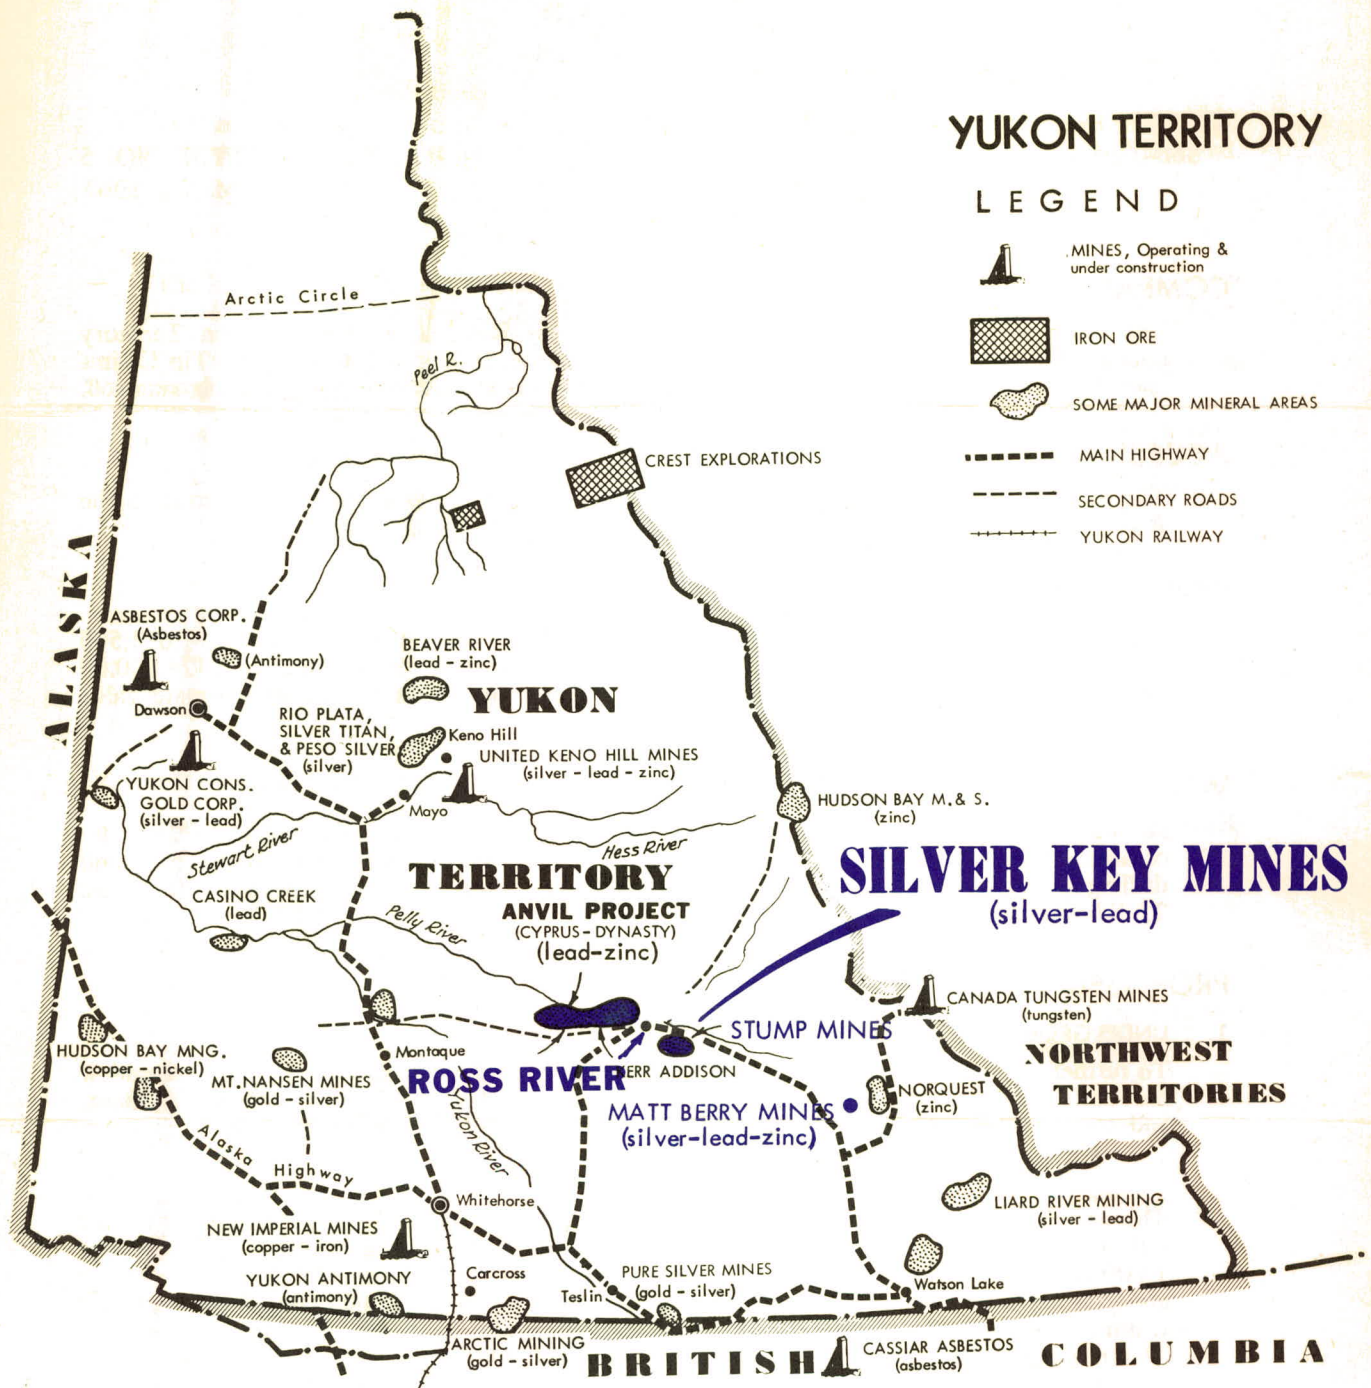 YUKON TERRITORY
LEGEND
MINES, Operating &
under construction
IRON ORE
SOME MAJOR MINERAL AREAS
MAIN HIGHWAY
SECONDARY ROADS
YUKON RAILWAY
Arctic Circle
Peel R.
CREST EXPLORATIONS
ALASKA
ASBESTOS CORP.
(Asbestos)
(Antimony)
Dawson
BEAVER RIVER
(lead - zinc)
YUKON
RIO PLATA,
SILVER TITAN,
& PESO SILVER
(silver)
Keno Hill
UNITED KENO HILL MINES
(silver - lead - zinc)
YUKON CONS.
GOLD CORP.
(silver - lead)
Mayo
HUDSON BAY M. & S.
(zinc)
Stewart River
Hess River
SILVER KEY MINES
(silver-lead)
TERRITORY
ANVIL PROJECT
(CYPRUS - DYNASTY)
(lead-zinc)
CASINO CREEK
(lead)
Pelly River
CANADA TUNGSTEN MINES
(tungsten)
STUMP MINES
HUDSON BAY MNG.
(copper - nickel)
MT. NANSEN MINES
(gold - silver)
Montaque
ROSS RIVER
KERR ADDISON
NORTHWEST
TERRITORIES
NORQUEST
(zinc)
MATT BERRY MINES
(silver-lead-zinc)
Yukon River
Alaska Highway
Whitehorse
LIARD RIVER MINING
(silver - lead)
NEW IMPERIAL MINES
(copper - iron)
YUKON ANTIMONY
(antimony)
Carcross
Teslin
PURE SILVER MINES
(gold - silver)
Watson Lake
ARCTIC MINING
(gold - silver)
BRITISH COLUMBIA
CASSIAR ASBESTOS
(asbestos)